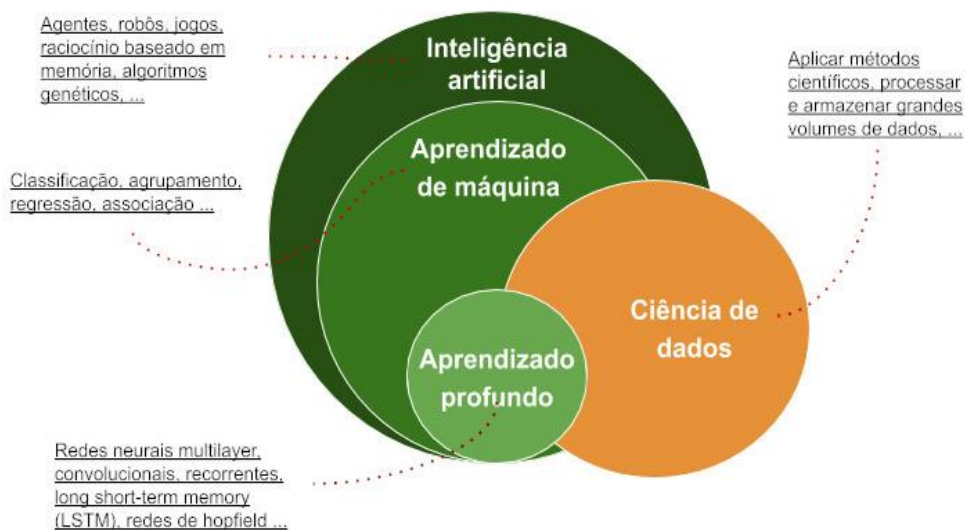 Agentes, robôs, jogos,
raciocínio baseado em
memória, algoritmos
genéticos, ...
Inteligência
artificial
Aplicar métodos
científicos, processar
e armazenar grandes
volumes de dados, ...
Aprendizado
de máquina
Classificação, agrupamento,
regressão, associação ...
Ciência de
dados
Aprendizado
profundo
Redes neurais multilayer,
convolucionais, recorrentes,
long short-term memory
(LSTM), redes de hopfield ...